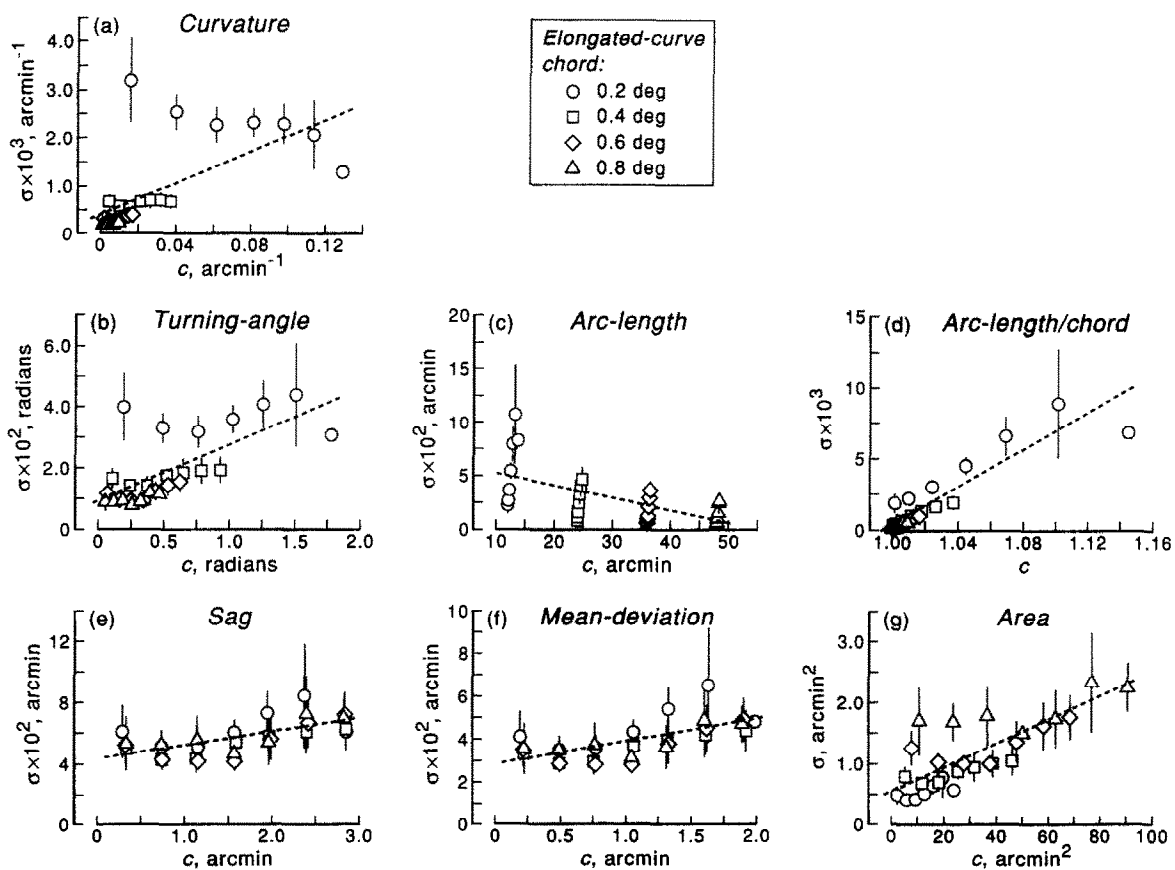 (a) Curvature
4.0
3.0
2.0
1.0
0
σ×10³, arcmin⁻¹
0 0.04 0.08 0.12
c, arcmin⁻¹
Elongated-curve
chord:
0.2 deg
0.4 deg
0.6 deg
0.8 deg
(b) Turning-angle
6.0
4.0
2.0
0
σ×10², radians
0 0.5 1.0 1.5 2.0
c, radians
(c) Arc-length
20
15
10
5
0
σ×10², arcmin
10 20 30 40 50
c, arcmin
(d) Arc-length/chord
15
10
5
0
σ×10³
1.00 1.04 1.08 1.12 1.16
c
(e) Sag
12
8
4
0
σ×10², arcmin
0 1.0 2.0 3.0
c, arcmin
(f) Mean-deviation
10
8
6
4
2
0
σ×10², arcmin
0 0.5 1.0 1.5 2.0
c, arcmin
(g) Area
3.0
2.0
1.0
0
σ, arcmin²
0 20 40 60 80 100
c, arcmin²